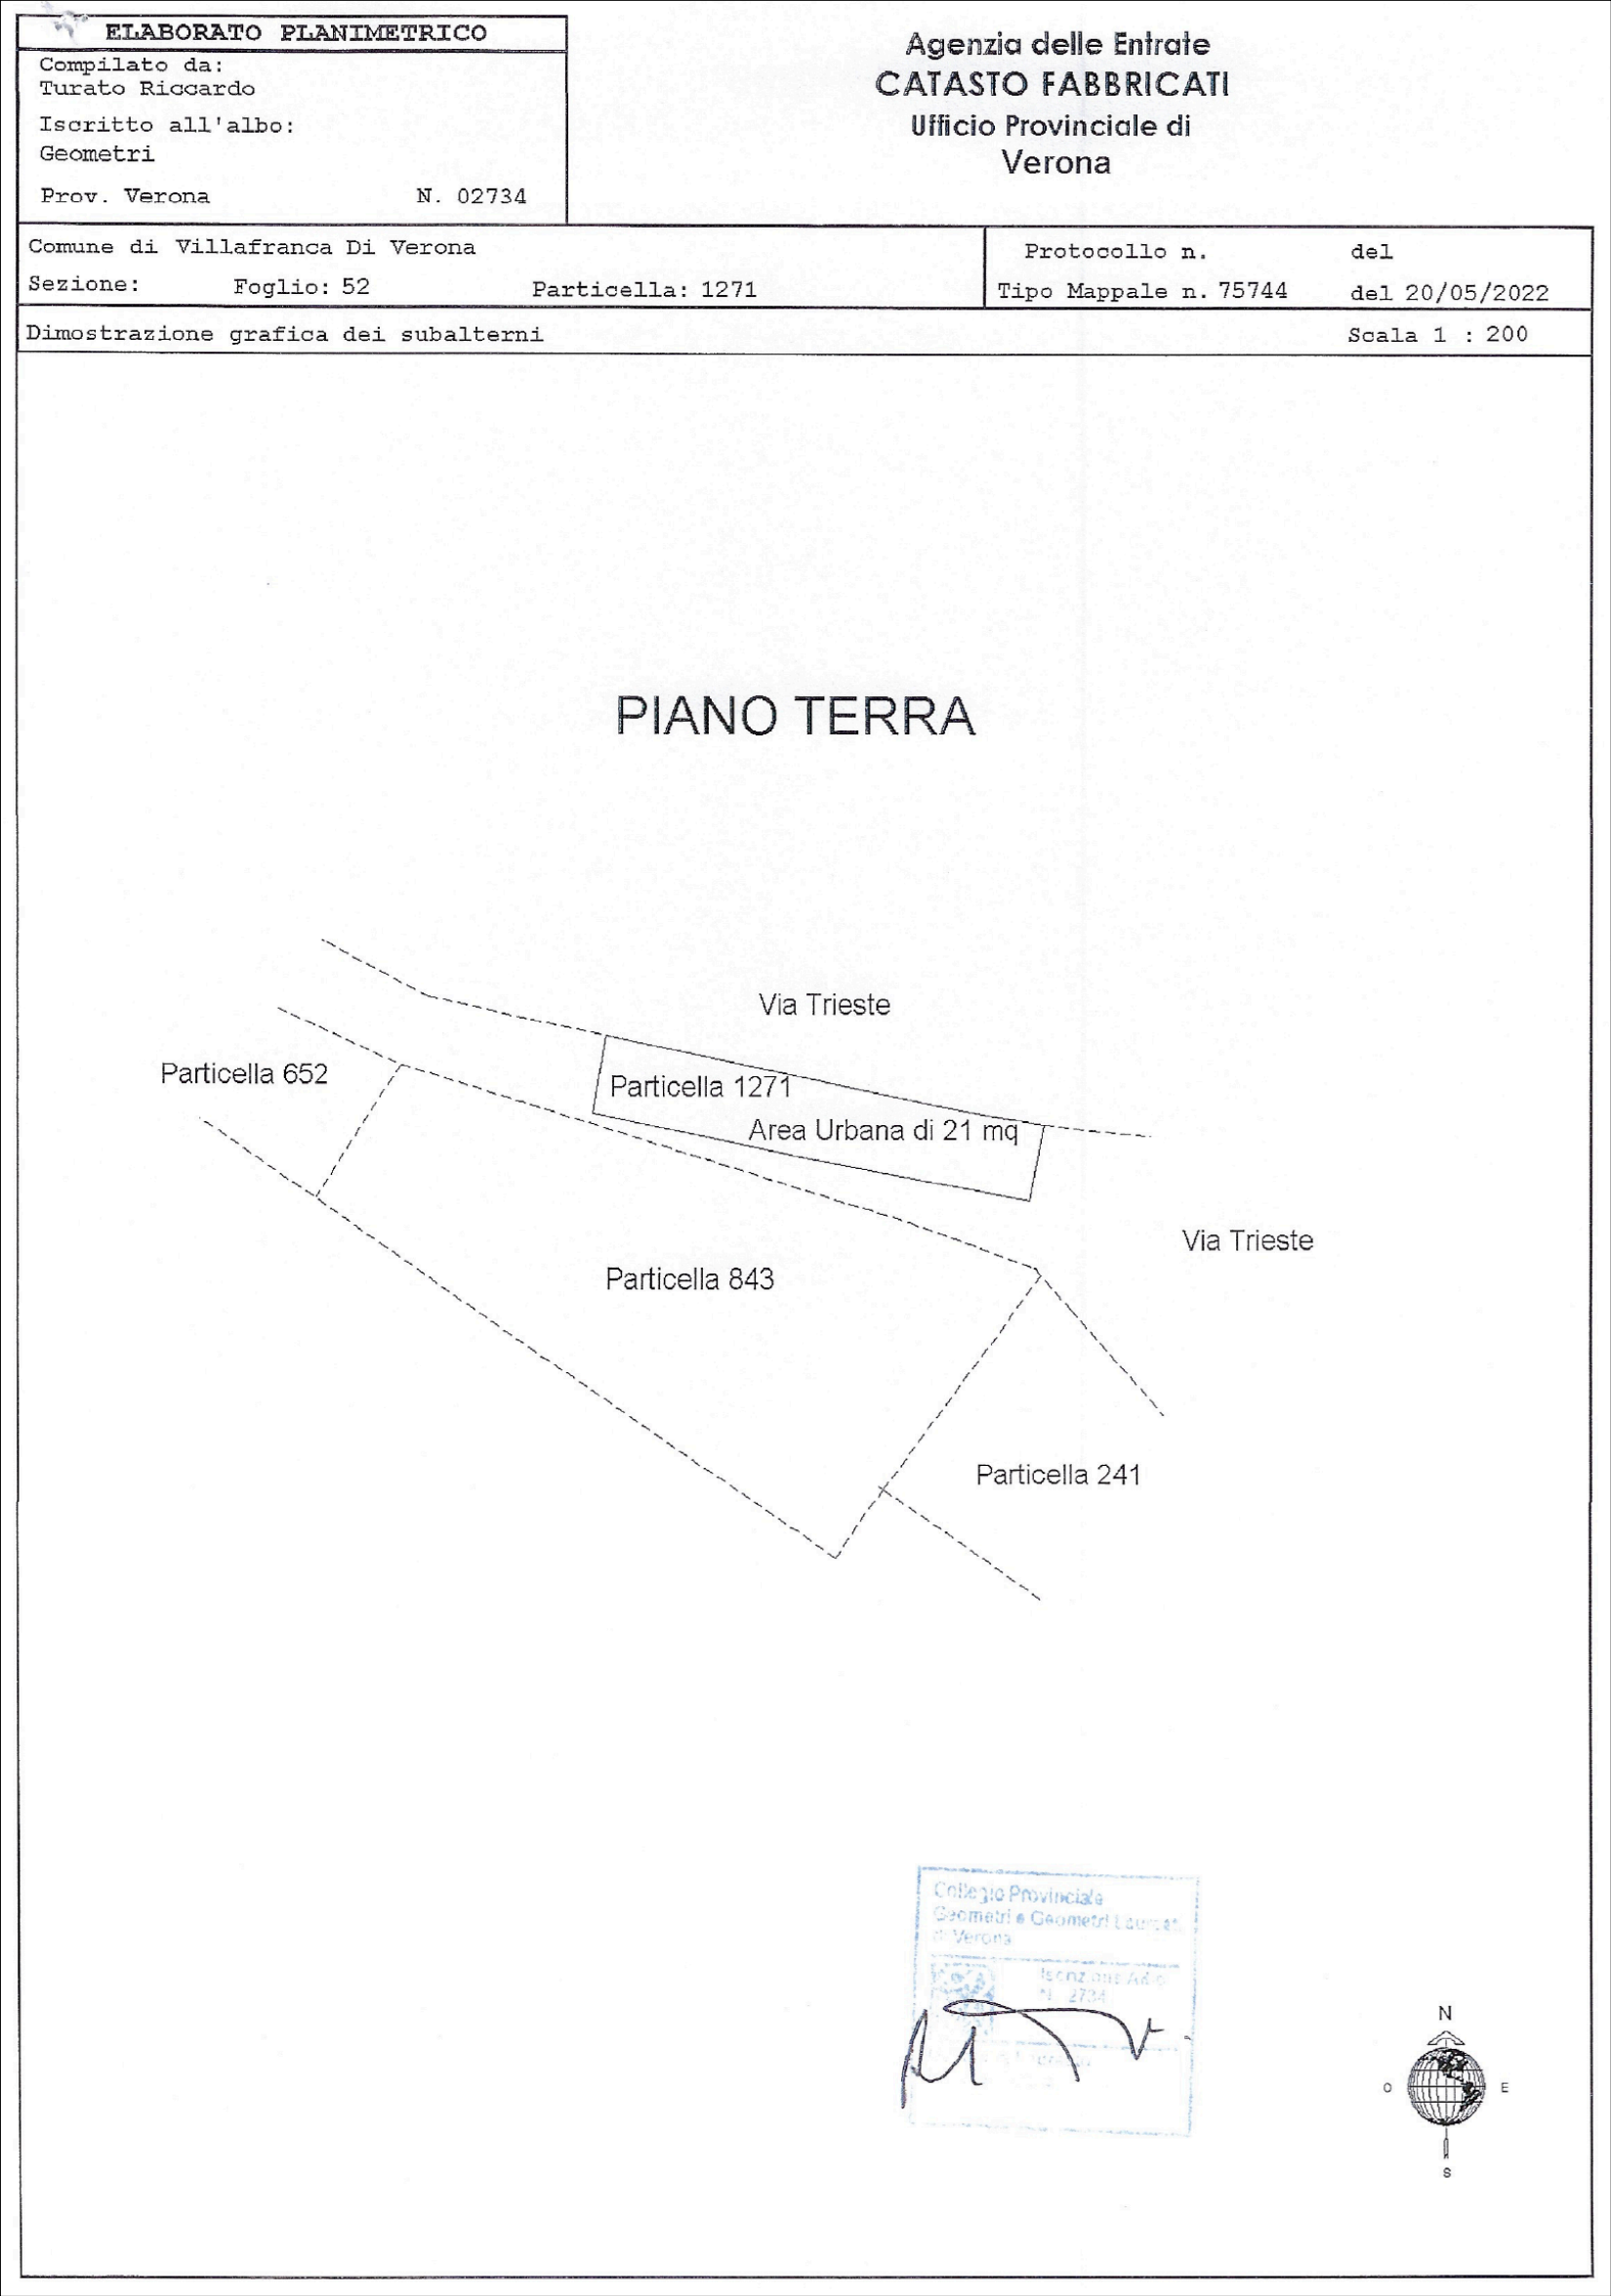 ELABORATO PLANIMETRICO
Compilato da:
Turato Riccardo
Iscritto all'albo:
Geometri
Prov. Verona N. 02734
Agenzia delle Entrate
CATASTO FABBRICATI
Ufficio Provinciale di
Verona
Comune di Villafranca Di Verona
Sezione: Foglio: 52 Particella: 1271
Protocollo n. del
Tipo Mappale n. 75744 del 20/05/2022
Dimostrazione grafica dei subalterni Scala 1 : 200
PIANO TERRA
Via Trieste
Particella 652
Particella 1271
Area Urbana di 21 mq
Via Trieste
Particella 843
Particella 241
Collegio Provinciale
Geometri e Geometri Laureati
di Verona
Iscrizione Albo
N. 2734
N
O E
S